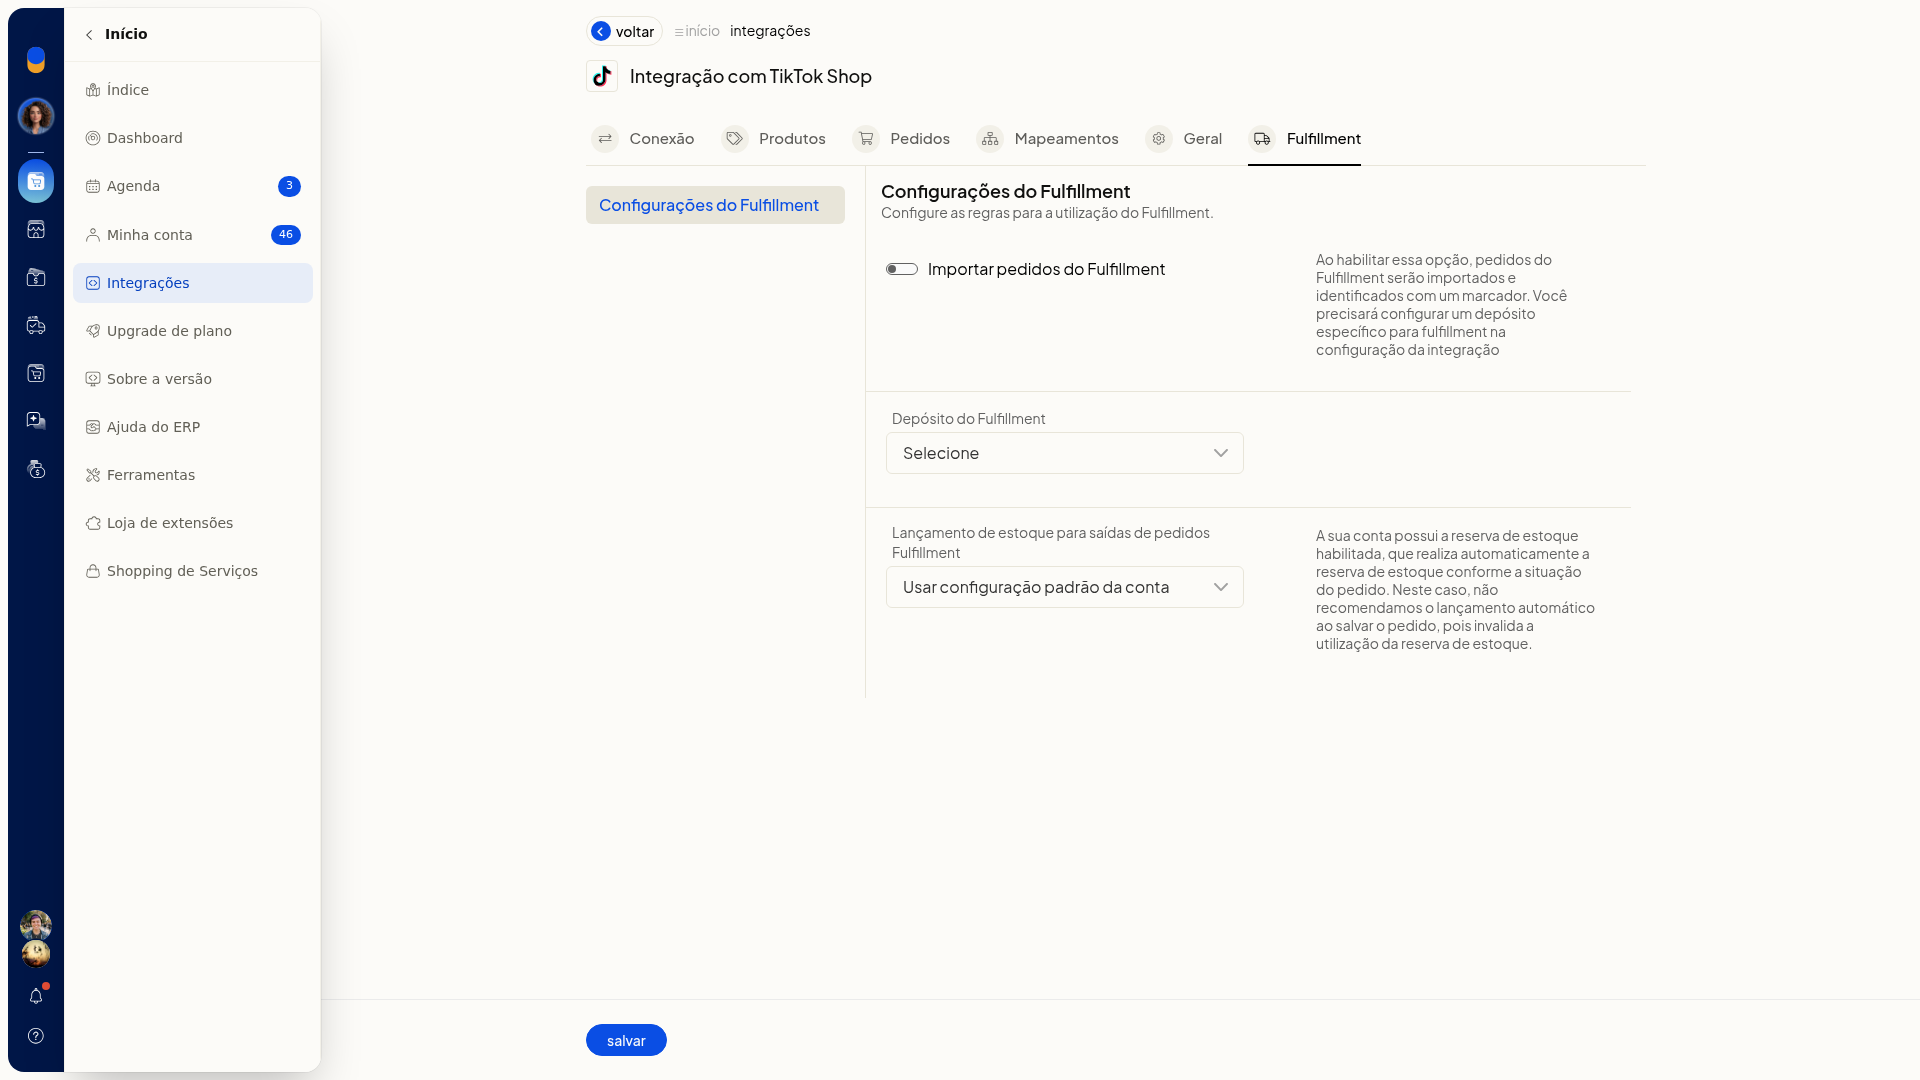 Início
Índice
Dashboard
Agenda
3
Minha conta
46
Integrações
Upgrade de plano
Sobre a versão
Ajuda do ERP
Ferramentas
Loja de extensões
Shopping de Serviços
voltar
início
integrações
Integração com TikTok Shop
Conexão
Produtos
Pedidos
Mapeamentos
Geral
Fulfillment
Configurações do Fulfillment
Configurações do Fulfillment
Configure as regras para a utilização do Fulfillment.
Importar pedidos do Fulfillment
Ao habilitar essa opção, pedidos do
Fulfillment serão importados e
identificados com um marcador. Você
precisará configurar um depósito
específico para fulfillment na
configuração da integração
Depósito do Fulfillment
Selecione
Lançamento de estoque para saídas de pedidos
Fulfillment
Usar configuração padrão da conta
A sua conta possui a reserva de estoque
habilitada, que realiza automaticamente a
reserva de estoque conforme a situação
do pedido. Neste caso, não
recomendamos o lançamento automático
ao salvar o pedido, pois invalida a
utilização da reserva de estoque.
salvar